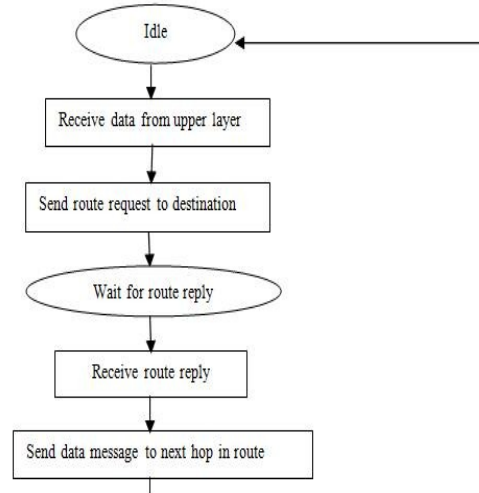 Idle
Receive data from upper layer
Send route request to destination
Wait for route reply
Receive route reply
Send data message to next hop in route